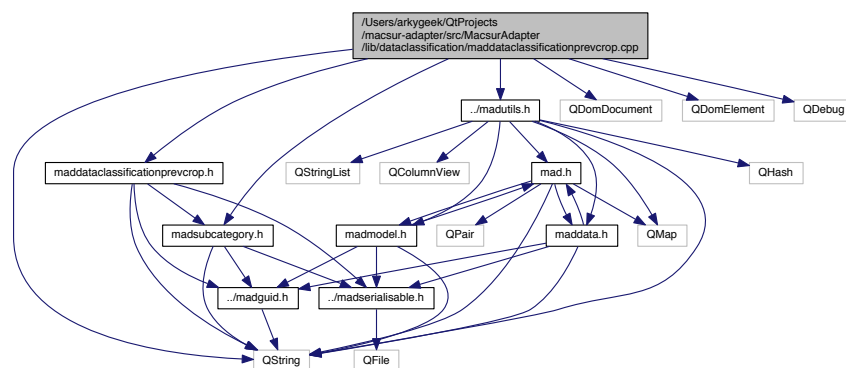 /Users/arkygeek/QtProjects
/macsur-adapter/src/MacsurAdapter
/lib/dataclassification/maddataclassificationprevcrop.cpp
../madutils.h
QDomDocument
QDomElement
QDebug
maddataclassificationprevcrop.h
QStringList
QColumnView
mad.h
QHash
madsubcategory.h
madmodel.h
QPair
maddata.h
QMap
../madguid.h
../madserialisable.h
QString
QFile